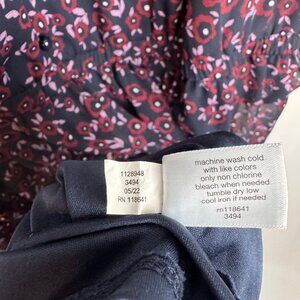 1128948
3494
05/22
RN 118641
machine wash cold
with like colors
only non chlorine
bleach when needed
tumble dry low
cool iron if needed
rn118641
3494